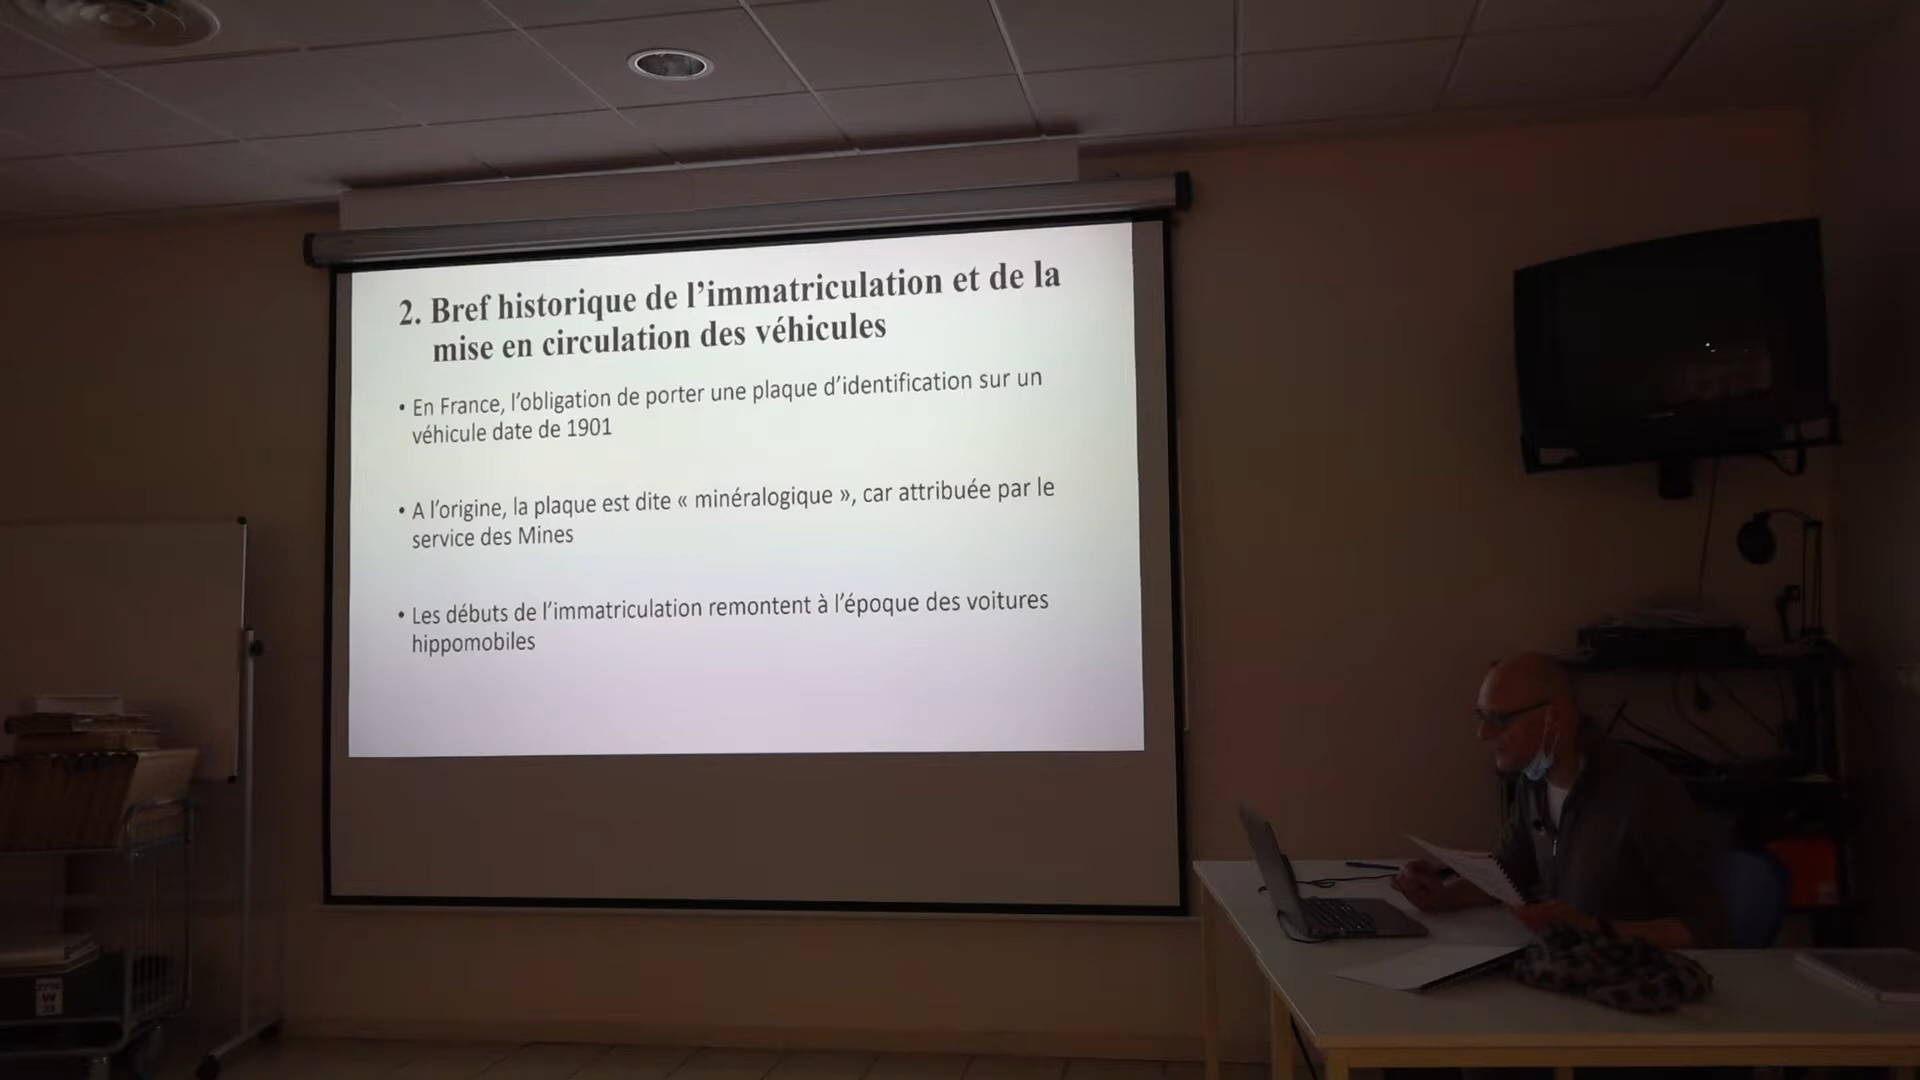 2. Bref historique de l’immatriculation et de la
mise en circulation des véhicules
• En France, l’obligation de porter une plaque d’identification sur un
véhicule date de 1901
• A l’origine, la plaque est dite « minéralogique », car attribuée par le
service des Mines
• Les débuts de l’immatriculation remontent à l’époque des voitures
hippomobiles
W